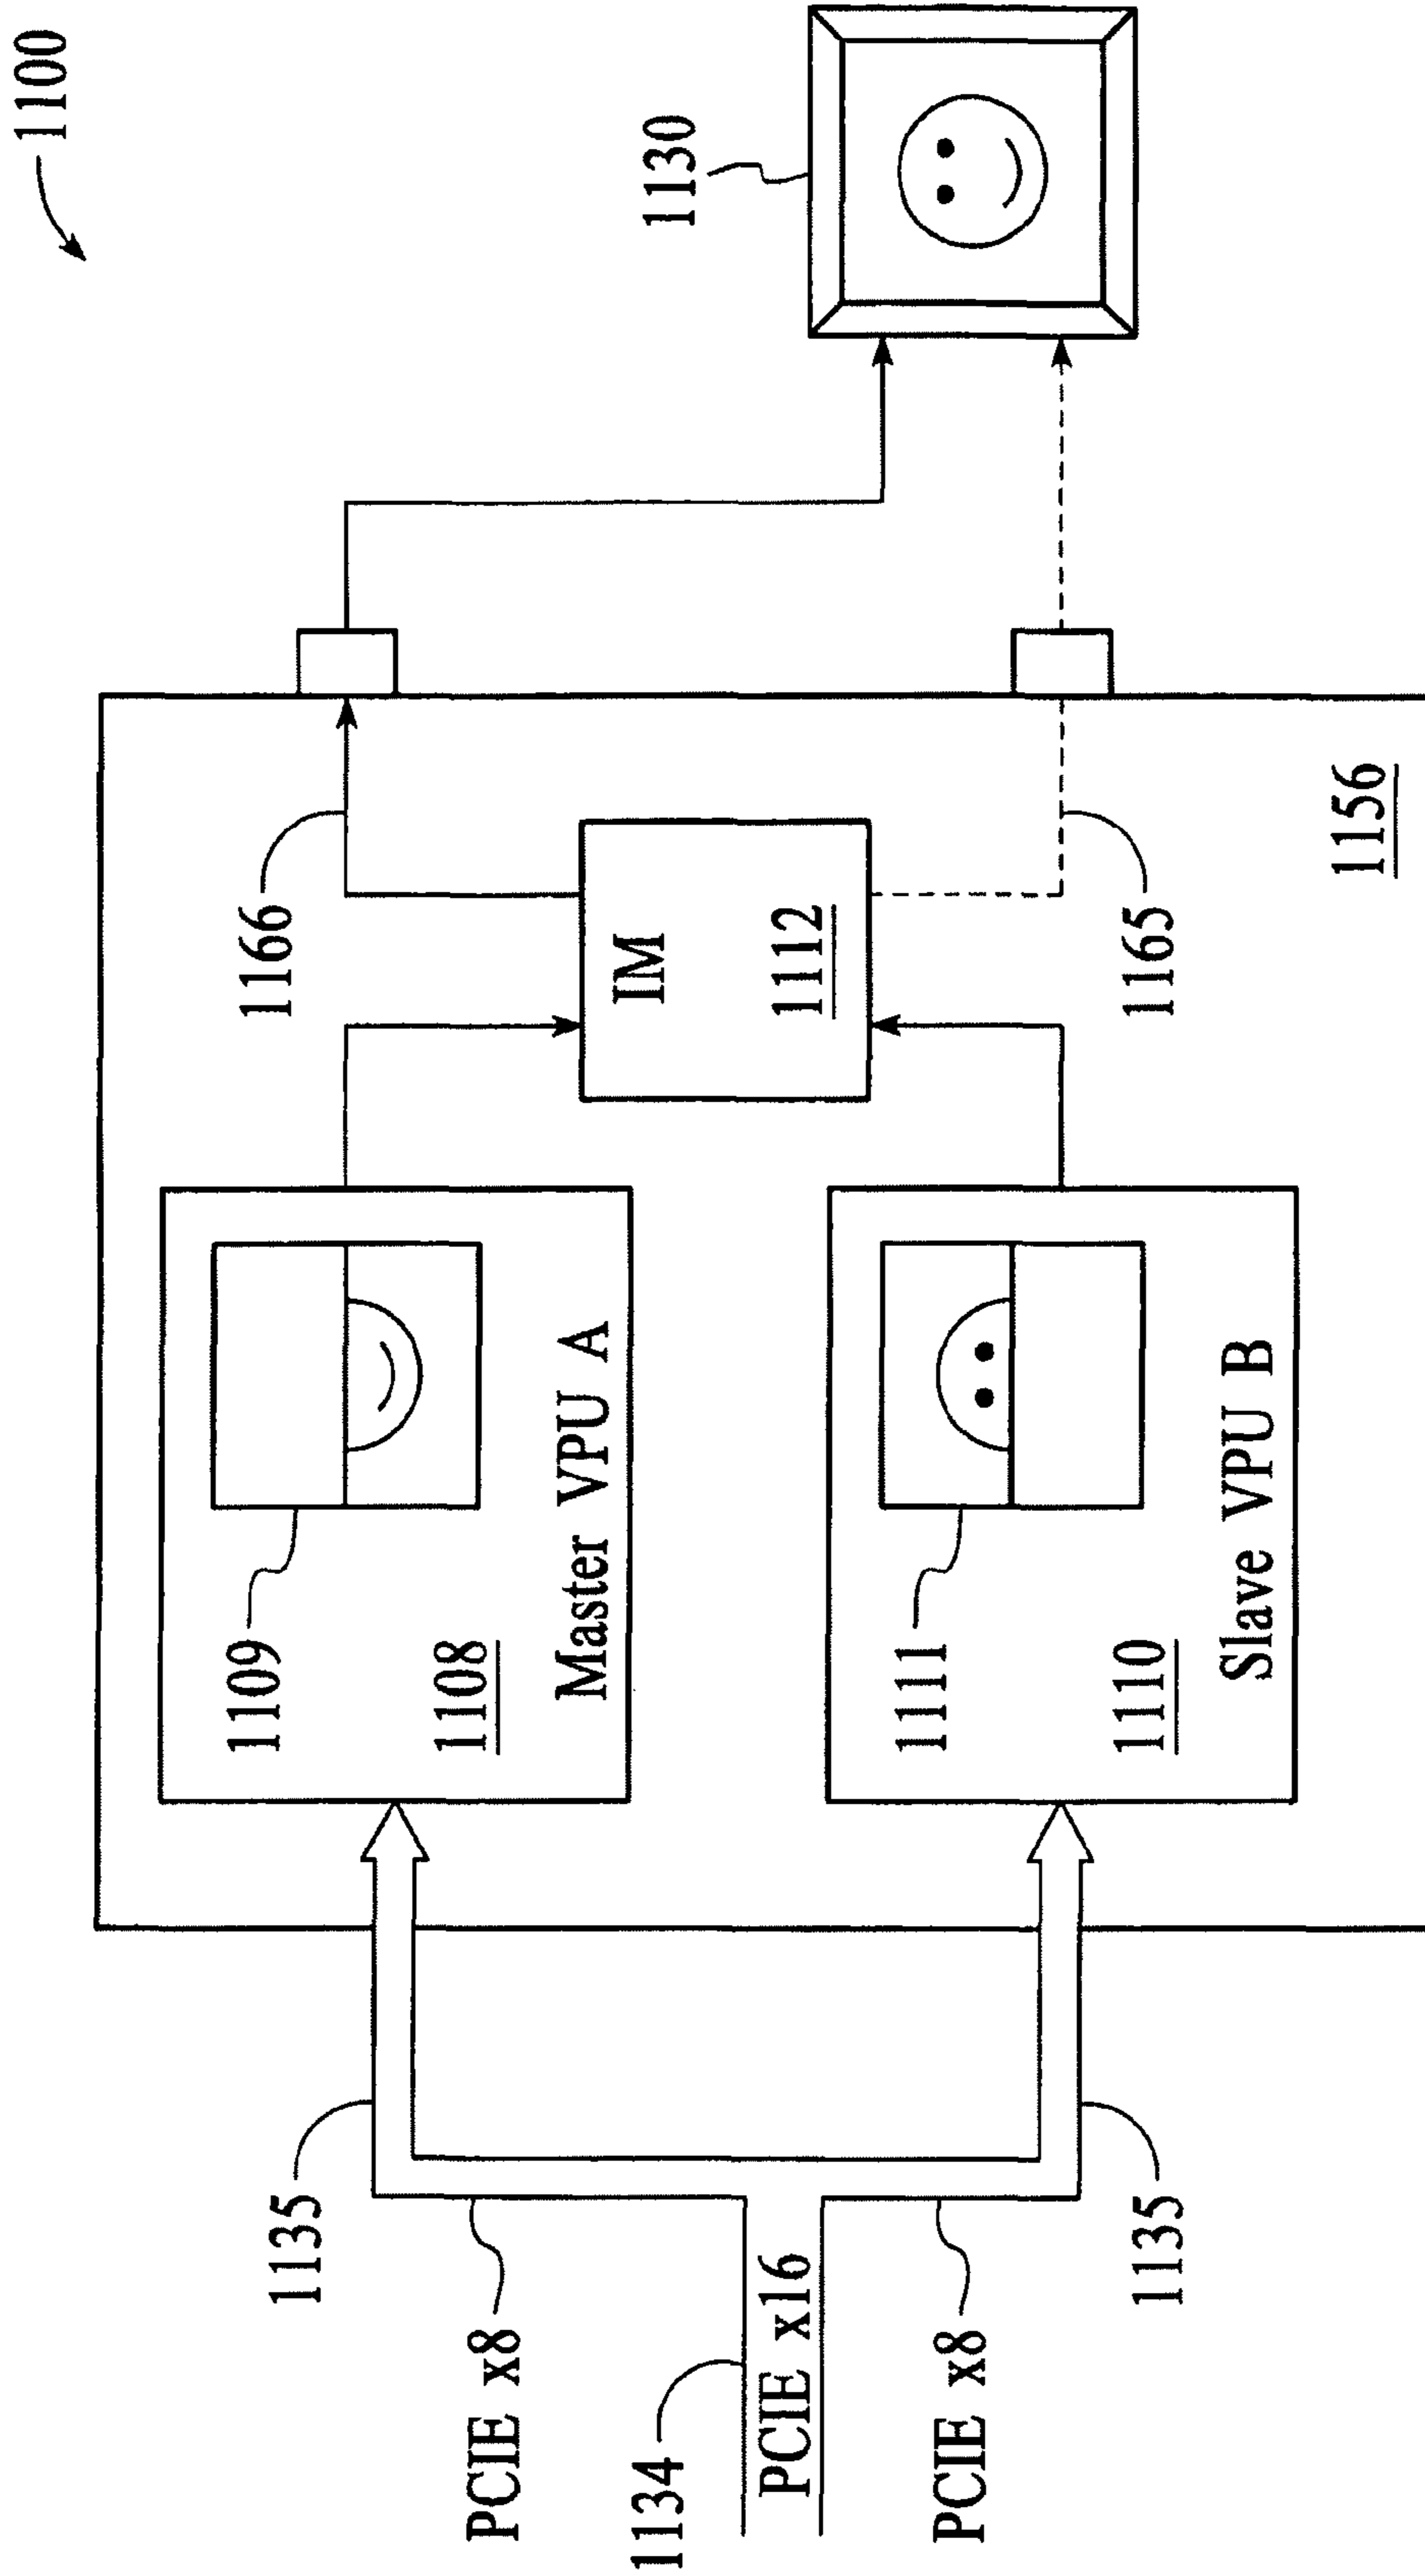 1100
1130
1166
IM
1112
1165
1156
1109
1108
Master VPU A
1111
1110
Slave VPU B
1135
PCIE x8
1134
PCIE x16
PCIE x8
1135